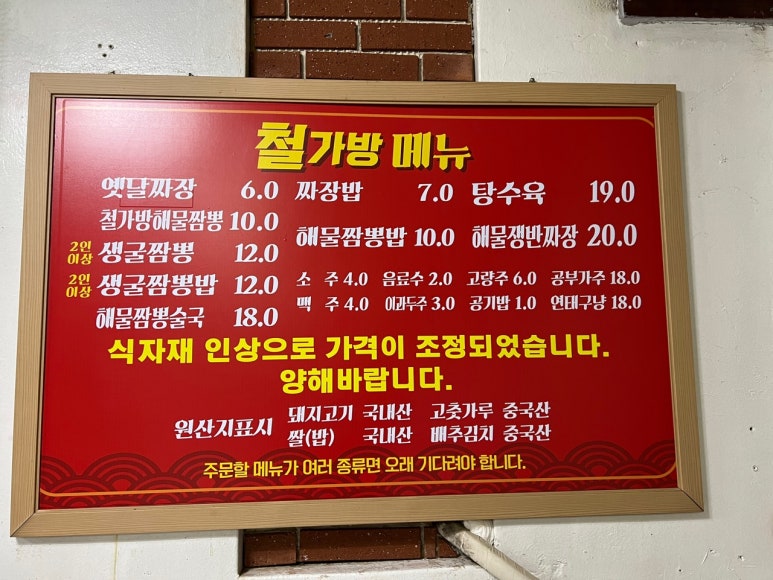 철가방 메뉴
옛날짜장 6.0 짜장밥 7.0 탕수육 19.0
철가방해물짬뽕 10.0 해물짬뽕밥 10.0 해물쟁반짜장 20.0
2인이상 생굴짬뽕 12.0
2인이상 생굴짬뽕밥 12.0 소 주 4.0 음료수 2.0 고량주 6.0 공부가주 18.0
해물짬뽕술국 18.0 맥 주 4.0 이과두주 3.0 공기밥 1.0 연태구냥 18.0
식자재 인상으로 가격이 조정되었습니다.
양해바랍니다.
원산지표시 돼지고기 국내산 고춧가루 중국산
쌀(밥) 국내산 배추김치 중국산
주문할 메뉴가 여러 종류면 오래 기다려야 합니다.